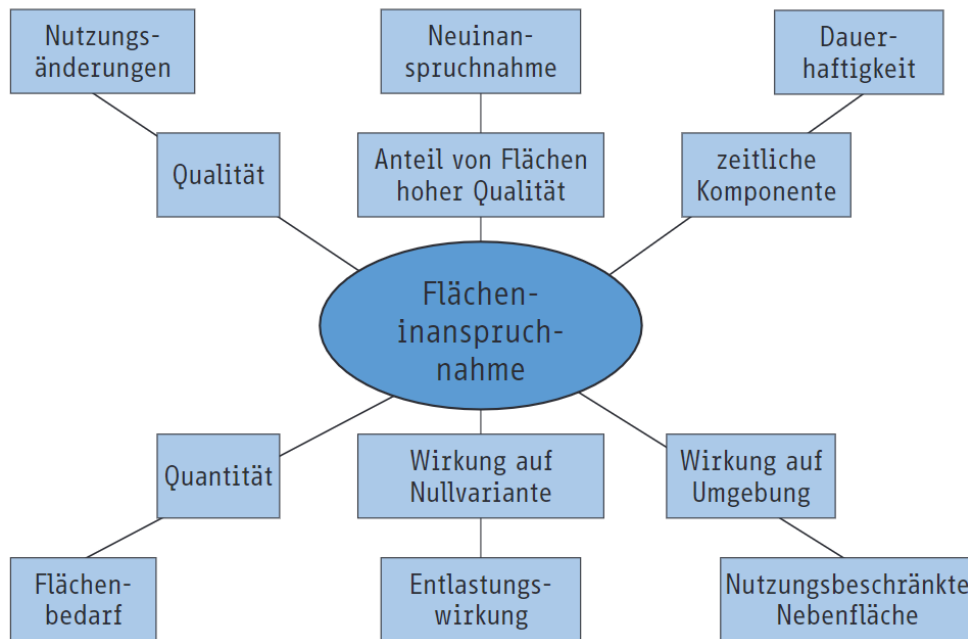 Nutzungs-
änderungen
Neuinan-
spruchnahme
Dauer-
haftigkeit
Qualität
Anteil von Flächen
hoher Qualität
zeitliche
Komponente
Flächen-
inanspruch-
nahme
Quantität
Wirkung auf
Nullvariante
Wirkung auf
Umgebung
Flächen-
bedarf
Entlastungs-
wirkung
Nutzungsbeschränkte
Nebenfläche